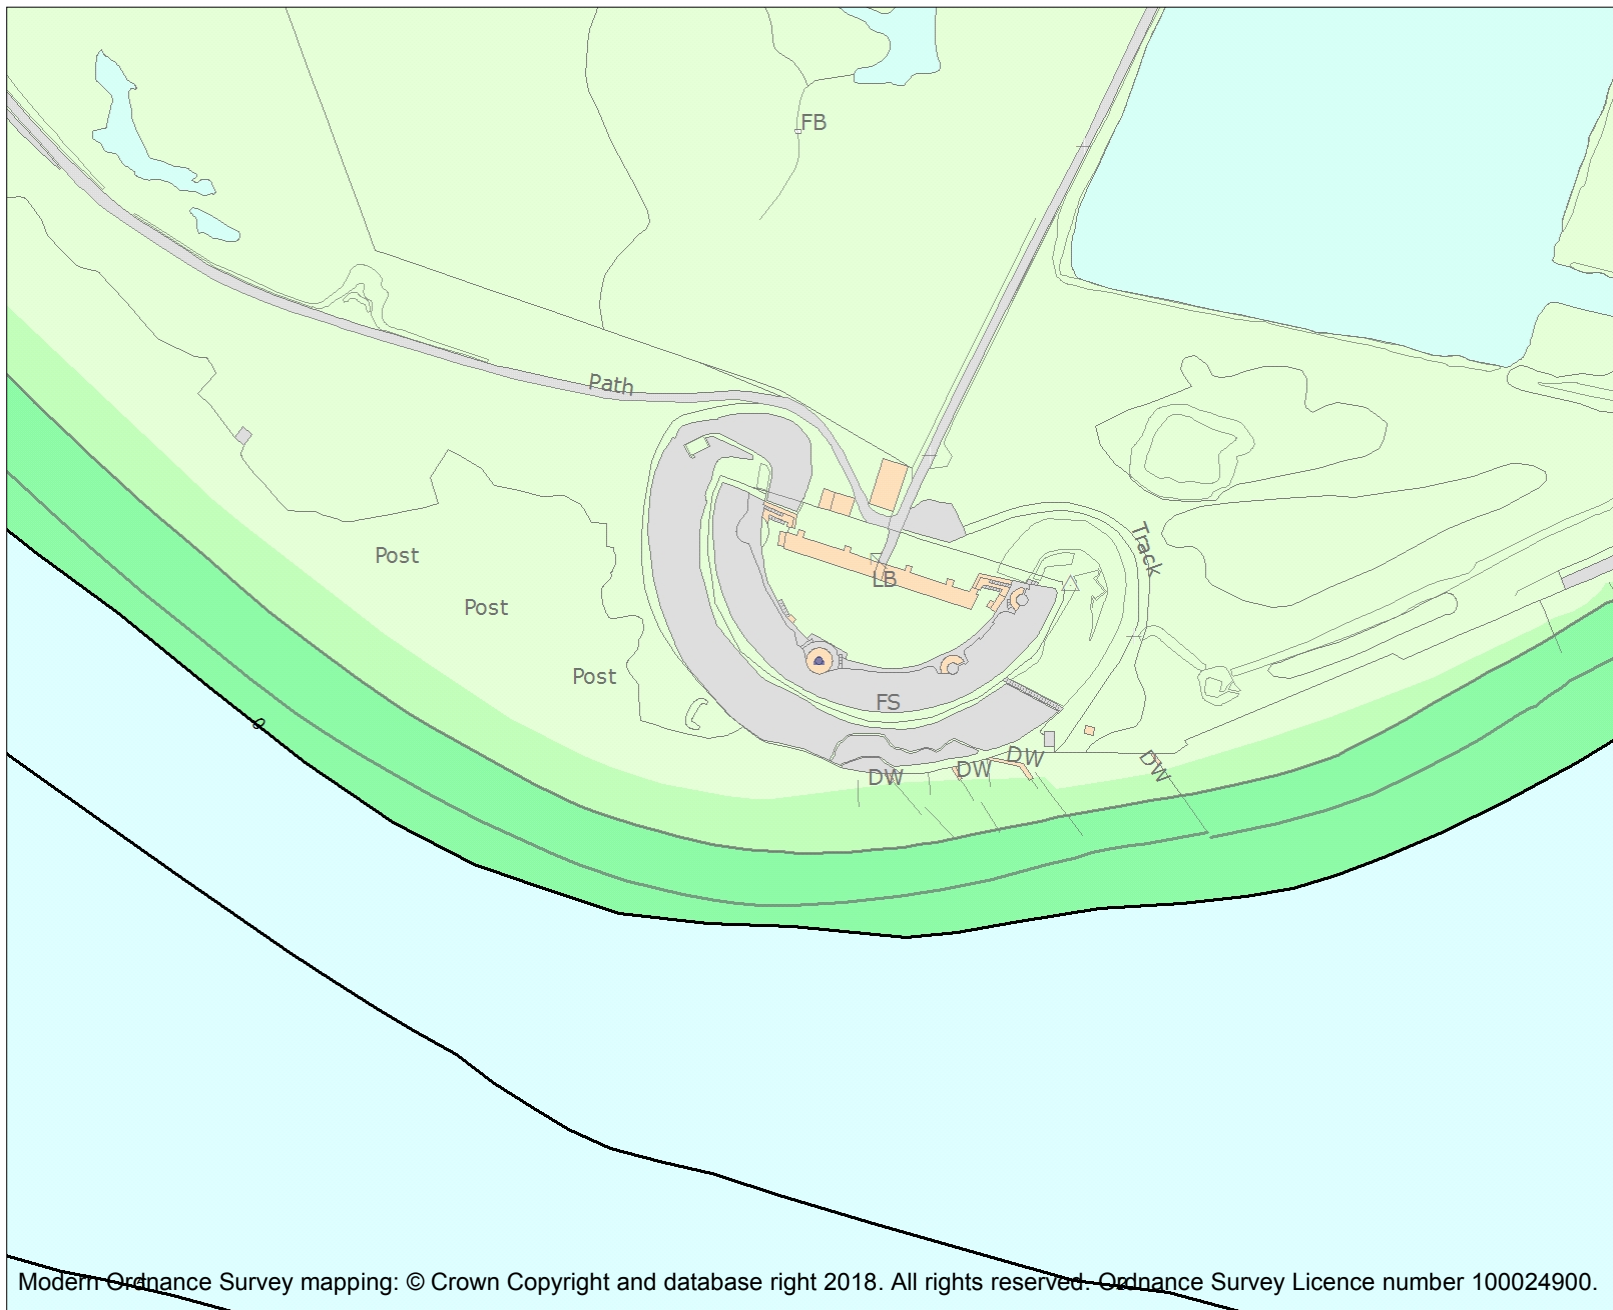 FB
Path
Track
Post
LB
Post
Post
FS
DW
DW
DW
DW
0
Modern Ordnance Survey mapping: © Crown Copyright and database right 2018. All rights reserved. Ordnance Survey Licence number 100024900.